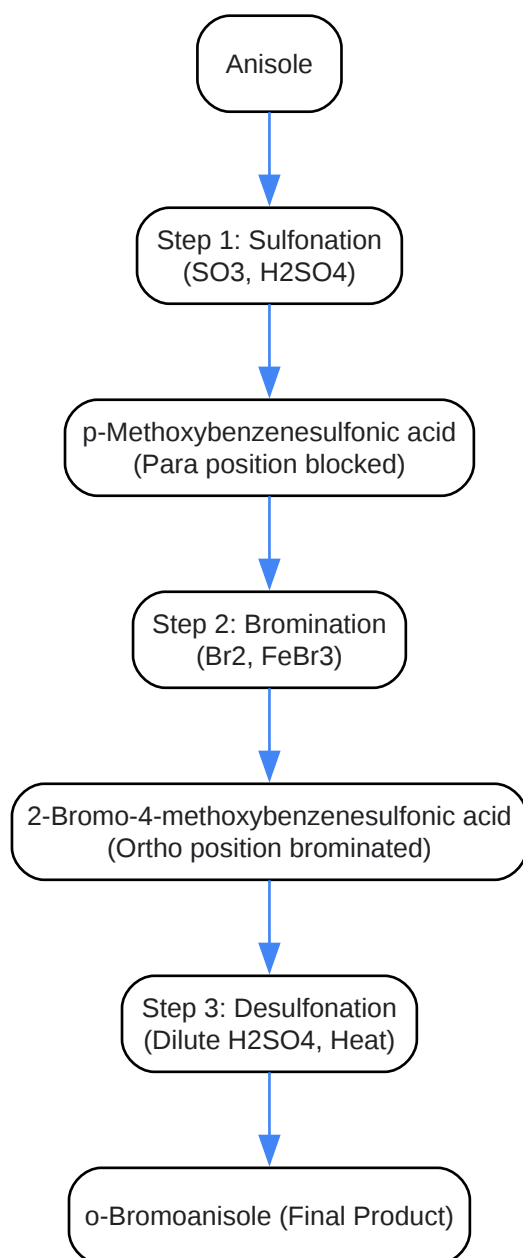 Anisole
Step 1: Sulfonation
(SO3, H2SO4)
p-Methoxybenzenesulfonic acid
(Para position blocked)
Step 2: Bromination
(Br2, FeBr3)
2-Bromo-4-methoxybenzenesulfonic acid
(Ortho position brominated)
Step 3: Desulfonation
(Dilute H2SO4, Heat)
o-Bromoanisole (Final Product)